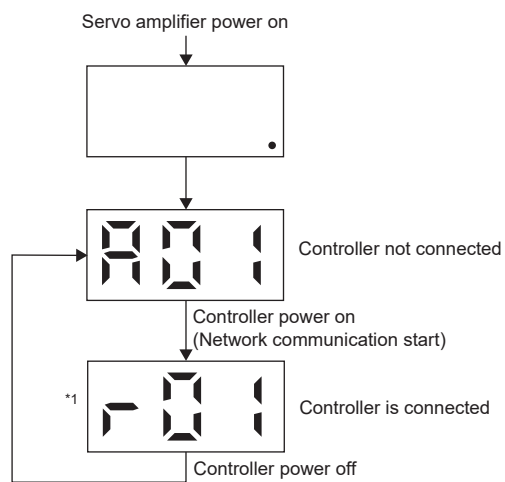 Servo amplifier power on
.
A01
Controller not connected
Controller power on
(Network communication start)
*1
r01
Controller is connected
Controller power off